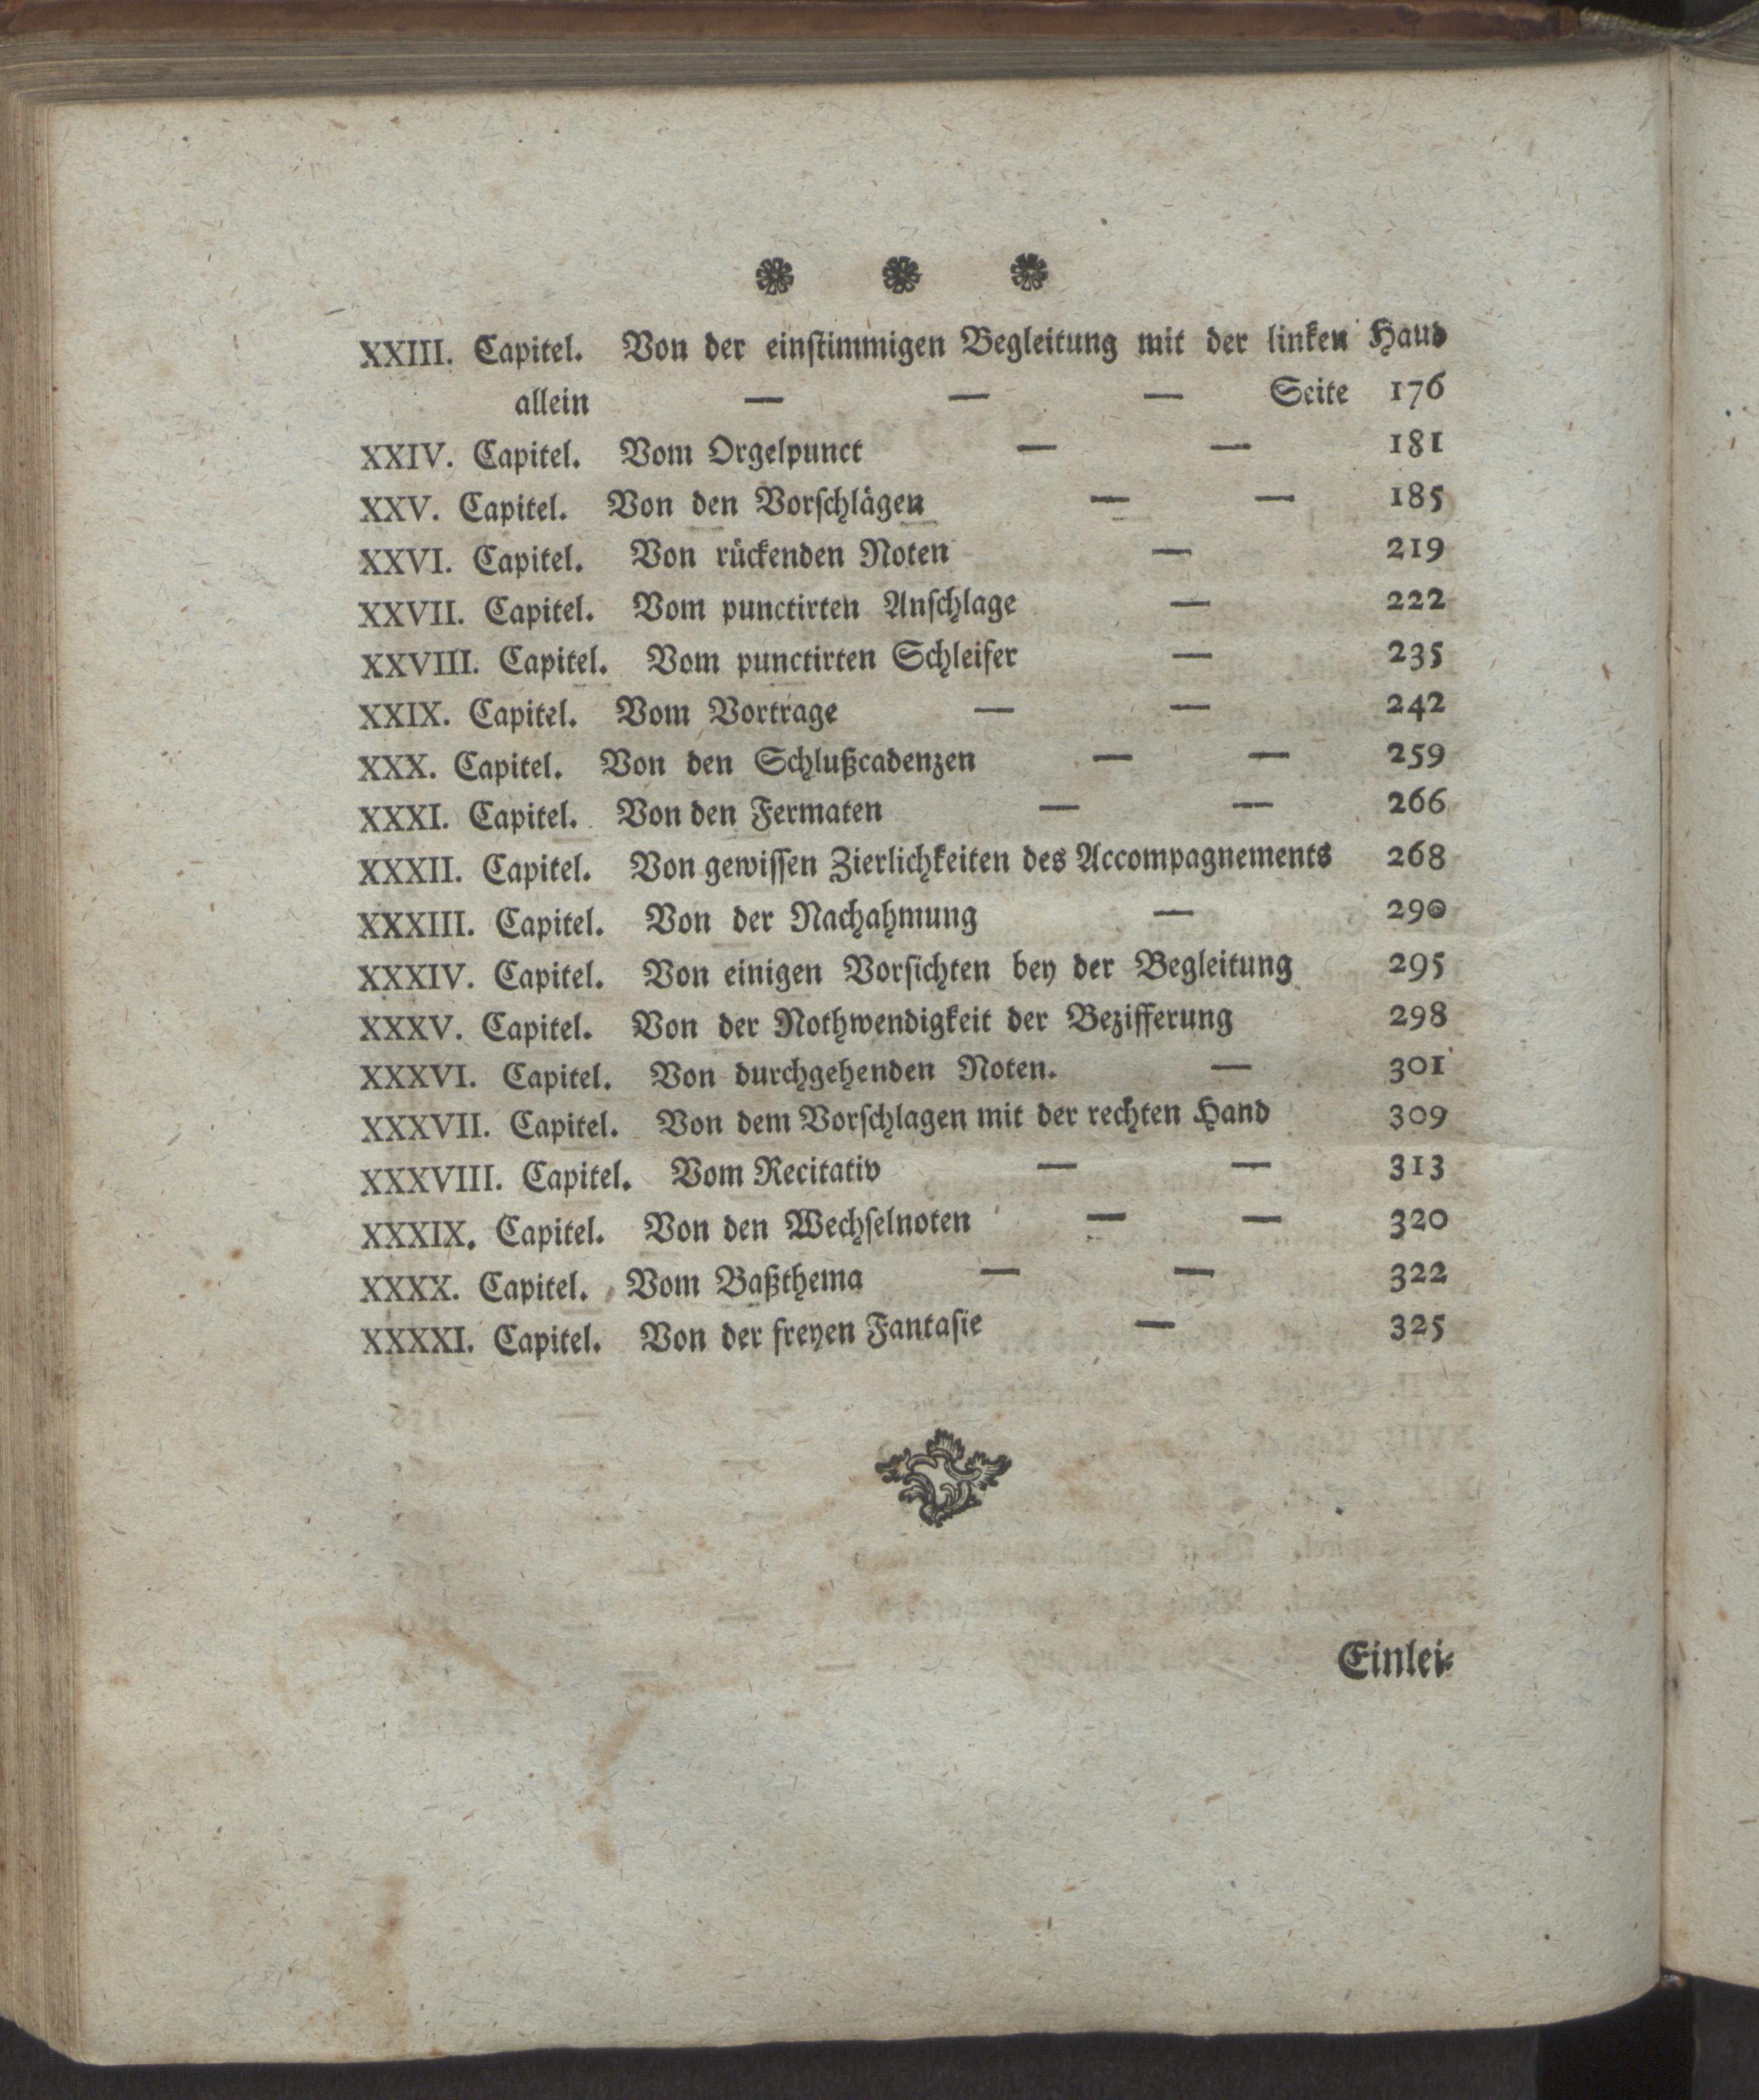 XXIII. Capitel. Von der einstimmigen Begleitung mit der linken Haud
allein — — — Seite 176
XXIV. Capitel. Vom Orgelpunct — — 181
XXV. Capitel. Von den Vorschlägen — — 185
XXVI. Capitel. Von rückenden Noten — 219
XXVII. Capitel. Vom punctirten Anschlage — 222
XXVIII. Capitel. Vom punctirten Schleifer — 235
XXIX. Capitel. Vom Vortrage — — 242
XXX. Capitel. Von den Schlußcadenzen — — 259
XXXI. Capitel. Von den Fermaten — — 266
XXXII. Capitel. Von gewissen Zierlichkeiten des Accompagnements 268
XXXIII. Capitel. Von der Nachahmung — 290
XXXIV. Capitel. Von einigen Vorsichten bey der Begleitung 295
XXXV. Capitel. Von der Nothwendigkeit der Bezifferung 298
XXXVI. Capitel. Von durchgehenden Noten. — 301
XXXVII. Capitel. Von dem Vorschlagen mit der rechten Hand 309
XXXVIII. Capitel. Vom Recitativ — — 313
XXXIX. Capitel. Von den Wechselnoten — — 320
XXXX. Capitel. Vom Baßthema — — 322
XXXXI. Capitel. Von der freyen Fantasie — 325
Einlei-